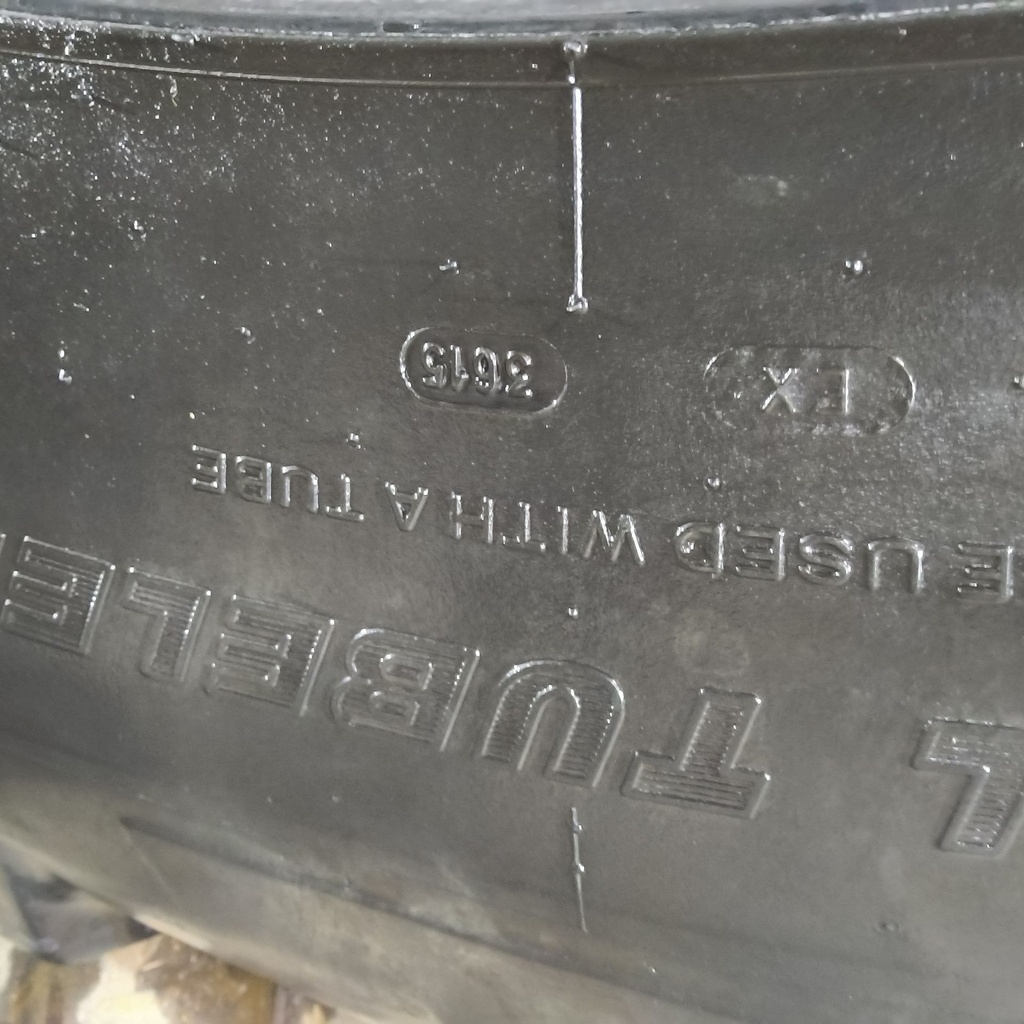 L TUBELE
E USED WITH A TUBE
EX 3615